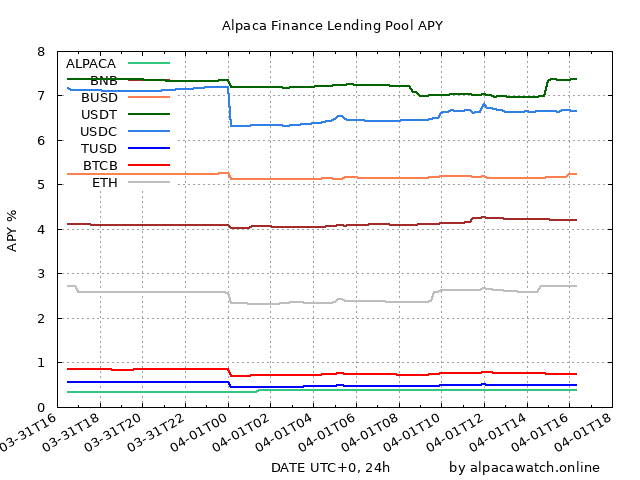 Alpaca Finance Lending Pool APY
8
7
6
5
4
3
2
1
0
APY %
ALPACA
BNB
BUSD
USDT
USDC
TUSD
BTCB
ETH
03-31T16
03-31T18
03-31T20
03-31T22
04-01T00
04-01T02
04-01T04
04-01T06
04-01T08
04-01T10
04-01T12
04-01T14
04-01T16
04-01T18
DATE UTC+0, 24h
by alpacawatch.online